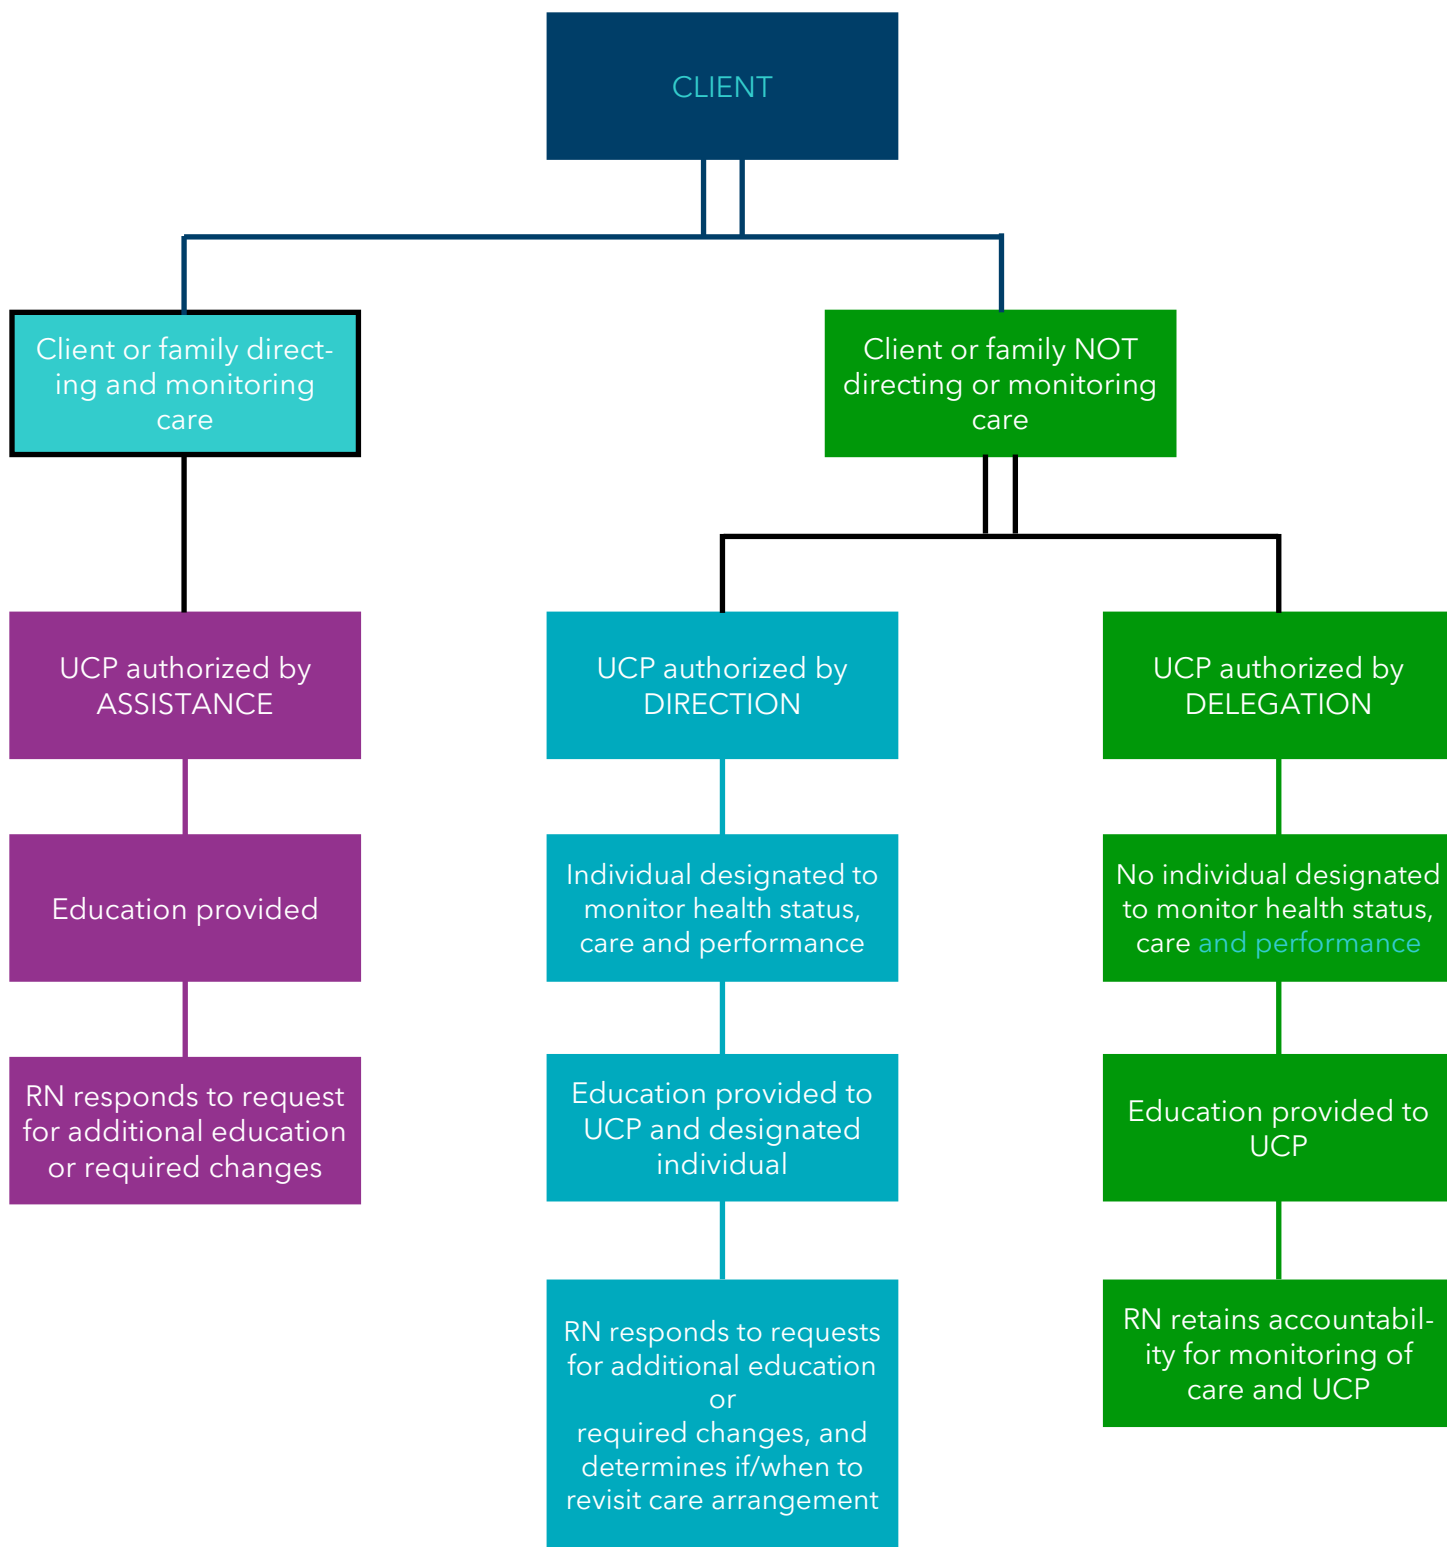 CLIENT
Client or family direct-
ing and monitoring
care
Client or family NOT
directing or monitoring
care
UCP authorized by
ASSISTANCE
UCP authorized by
DIRECTION
UCP authorized by
DELEGATION
Education provided
Individual designated to
monitor health status,
care and performance
No individual designated
to monitor health status,
care and performance
RN responds to request
for additional education
or required changes
Education provided to
UCP and designated
individual
Education provided to
UCP
RN responds to requests
for additional education
or
required changes, and
determines if/when to
revisit care arrangement
RN retains accountabil-
ity for monitoring of
care and UCP